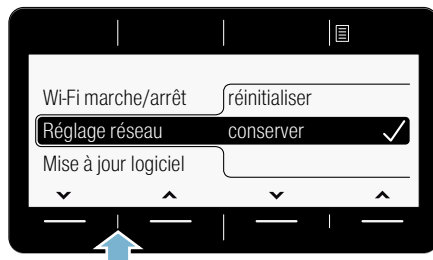 Wi-Fi marche/arrêt réinitialiser
Réglage réseau conserver
Mise à jour logiciel